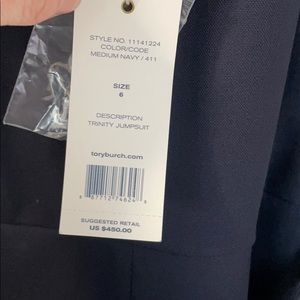 STYLE NO. 11141224
COLOR/CODE
MEDIUM NAVY / 411
SIZE
6
DESCRIPTION
TRINITY JUMPSUIT
toryburch.com
SUGGESTED RETAIL
US $450.00